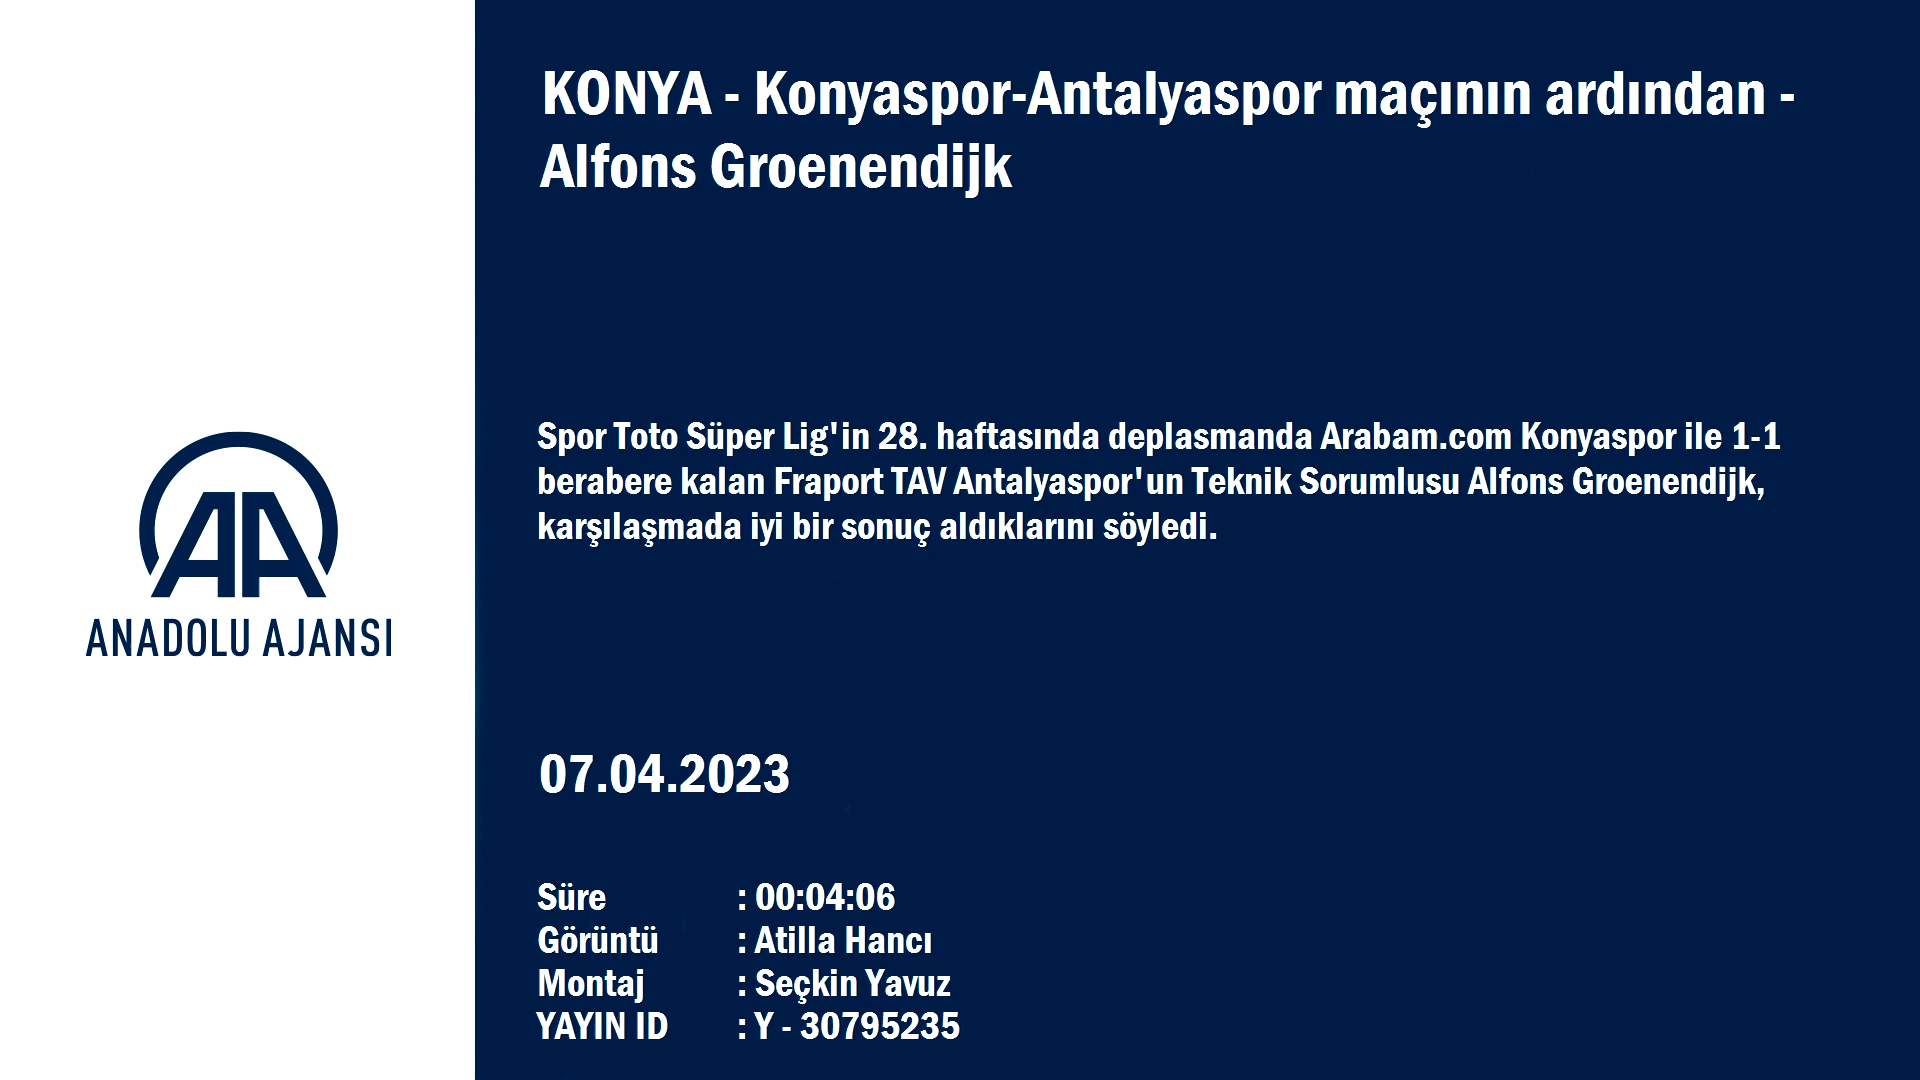 KONYA - Konyaspor-Antalyaspor maçının ardından -
Alfons Groenendijk
Spor Toto Süper Lig'in 28. haftasında deplasmanda Arabam.com Konyaspor ile 1-1
berabere kalan Fraport TAV Antalyaspor'un Teknik Sorumlusu Alfons Groenendijk,
karşılaşmada iyi bir sonuç aldıklarını söyledi.
AA
ANADOLU AJANSI
07.04.2023
Süre : 00:04:06
Görüntü : Atilla Hancı
Montaj : Seçkin Yavuz
YAYIN ID : Y - 30795235